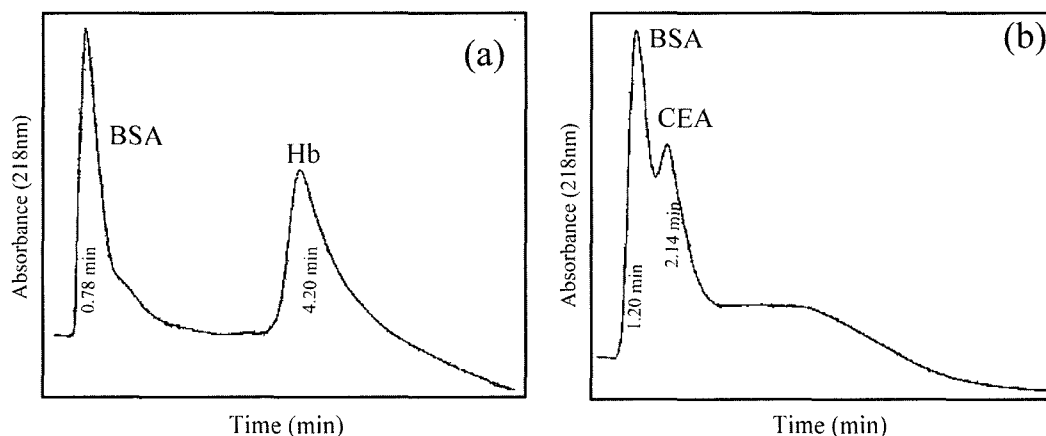 (a)
BSA
Hb
0.78 min
4.20 min
Absorbance (218nm)
Time (min)
(b)
BSA
CEA
1.20 min
2.14 min
Absorbance (218nm)
Time (min)